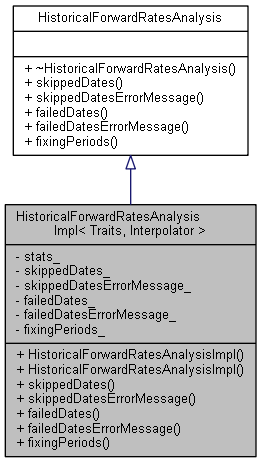 HistoricalForwardRatesAnalysis
+ ~HistoricalForwardRatesAnalysis()
+ skippedDates()
+ skippedDatesErrorMessage()
+ failedDates()
+ failedDatesErrorMessage()
+ fixingPeriods()
HistoricalForwardRatesAnalysis
Impl< Traits, Interpolator >
- stats_
- skippedDates_
- skippedDatesErrorMessage_
- failedDates_
- failedDatesErrorMessage_
- fixingPeriods_
+ HistoricalForwardRatesAnalysisImpl()
+ HistoricalForwardRatesAnalysisImpl()
+ skippedDates()
+ skippedDatesErrorMessage()
+ failedDates()
+ failedDatesErrorMessage()
+ fixingPeriods()